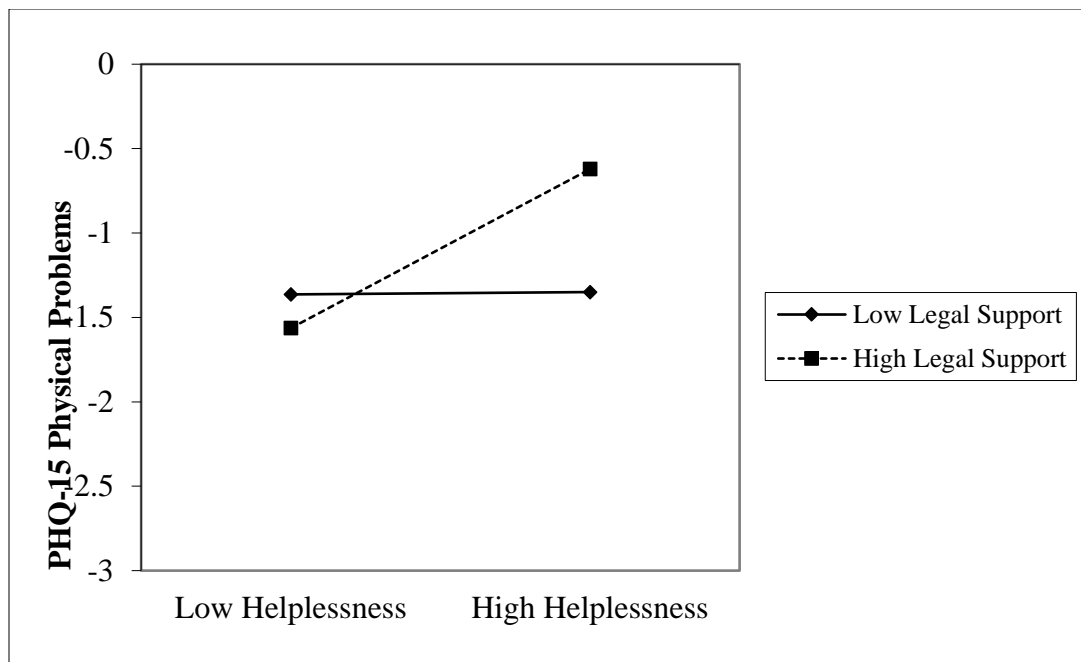 0
-0.5
-1
-1.5
-2
-2.5
-3
PHQ-15 Physical Problems
Low Helplessness High Helplessness
Low Legal Support
High Legal Support